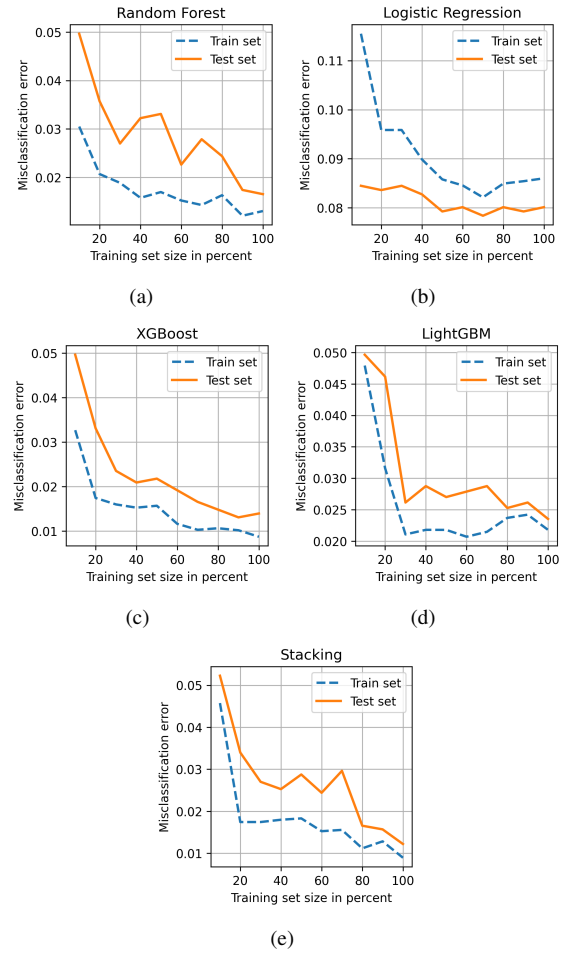 Random Forest
0.05
0.04
0.03
0.02
Misclassification error
Train set
Test set
20 40 60 80 100
Training set size in percent
(a)
Logistic Regression
0.11
0.10
0.09
0.08
Misclassification error
Train set
Test set
20 40 60 80 100
Training set size in percent
(b)
XGBoost
0.05
0.04
0.03
0.02
0.01
Misclassification error
Train set
Test set
20 40 60 80 100
Training set size in percent
(c)
LightGBM
0.050
0.045
0.040
0.035
0.030
0.025
0.020
Misclassification error
Train set
Test set
20 40 60 80 100
Training set size in percent
(d)
Stacking
0.05
0.04
0.03
0.02
0.01
Misclassification error
Train set
Test set
20 40 60 80 100
Training set size in percent
(e)